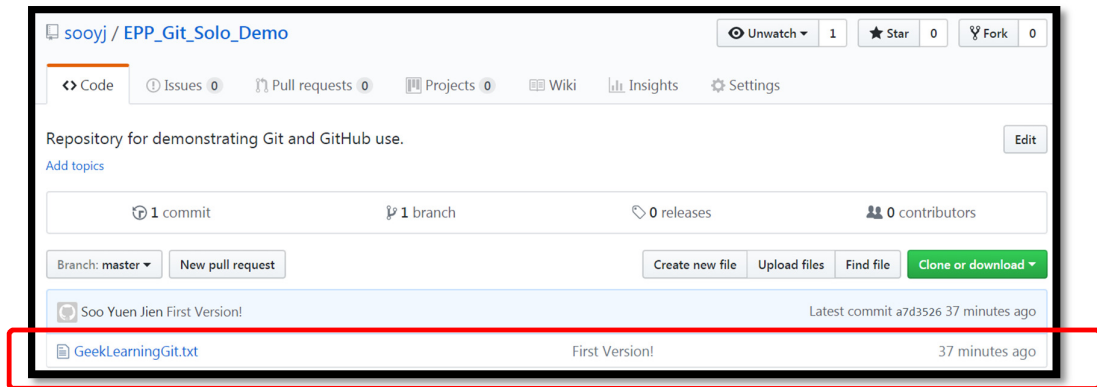 sooyj / EPP_Git_Solo_Demo Unwatch 1 Star 0 Fork 0
Code Issues 0 Pull requests 0 Projects 0 Wiki Insights Settings
Repository for demonstrating Git and GitHub use. Edit
Add topics
1 commit 1 branch 0 releases 0 contributors
Branch: master New pull request Create new file Upload files Find file Clone or download
Soo Yuen Jien First Version! Latest commit a7d3526 37 minutes ago
GeekLearningGit.txt First Version! 37 minutes ago